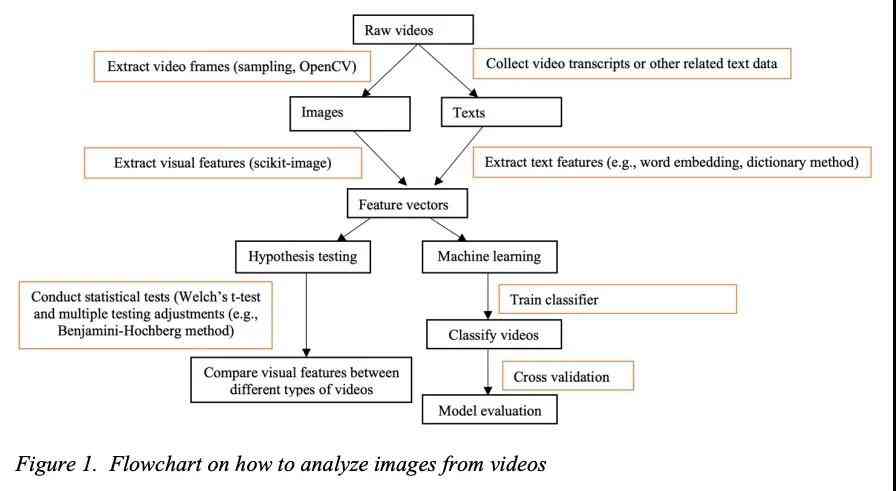 Raw videos
Extract video frames (sampling, OpenCV)
Collect video transcripts or other related text data
Images
Texts
Extract visual features (scikit-image)
Extract text features (e.g., word embedding, dictionary method)
Feature vectors
Hypothesis testing
Machine learning
Conduct statistical tests (Welch's t-test
and multiple testing adjustments (e.g.,
Benjamini-Hochberg method)
Train classifier
Classify videos
Compare visual features between
different types of videos
Cross validation
Model evaluation
Figure 1.  Flowchart on how to analyze images from videos